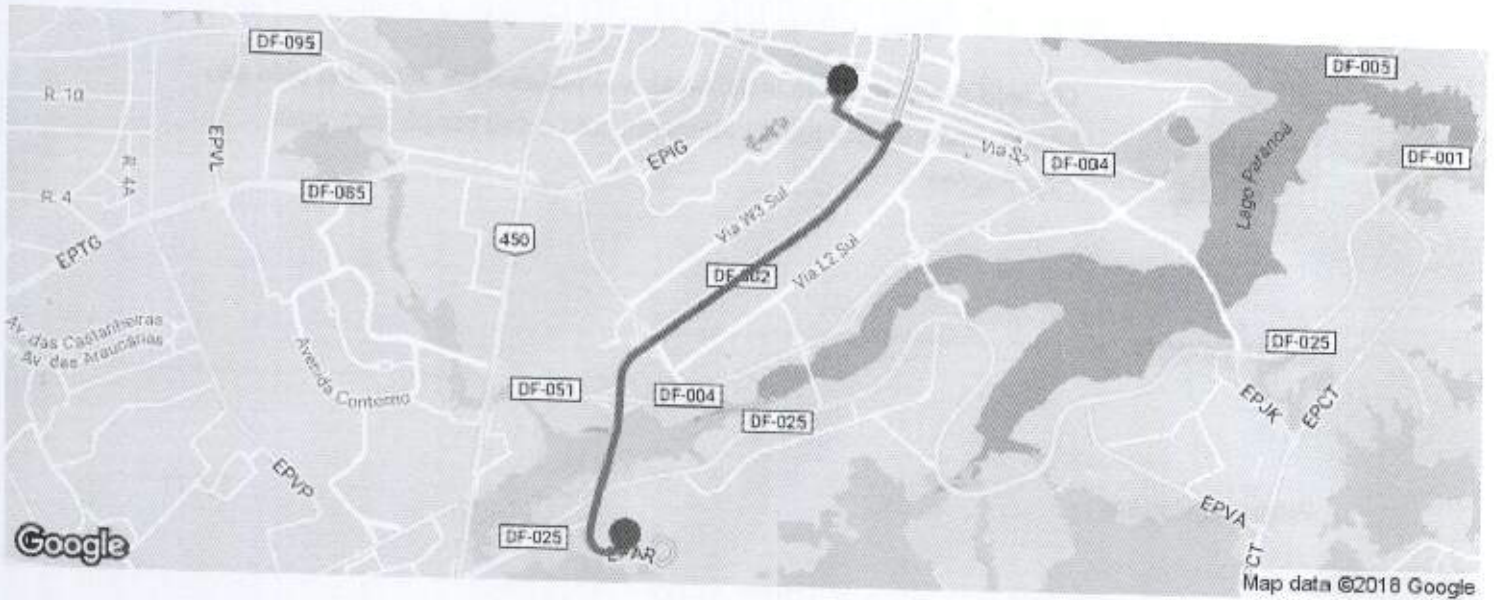 DF-095
DF-005
R. 10
EPVL
EPIG
Via S2
DF-004
DF-001
R. 4A
DF-085
R. 4
Lago Paranoá
Via W3 Sul
450
EPTG
DF-002
Via L2 Sul
Av. das Castanheiras
Av. das Araucárias
Avenida Contorno
DF-025
DF-051
DF-004
DF-025
EPJK
EPCT
EPVP
EPVA
DF-025
EPAR
Google
CT
Map data ©2018 Google